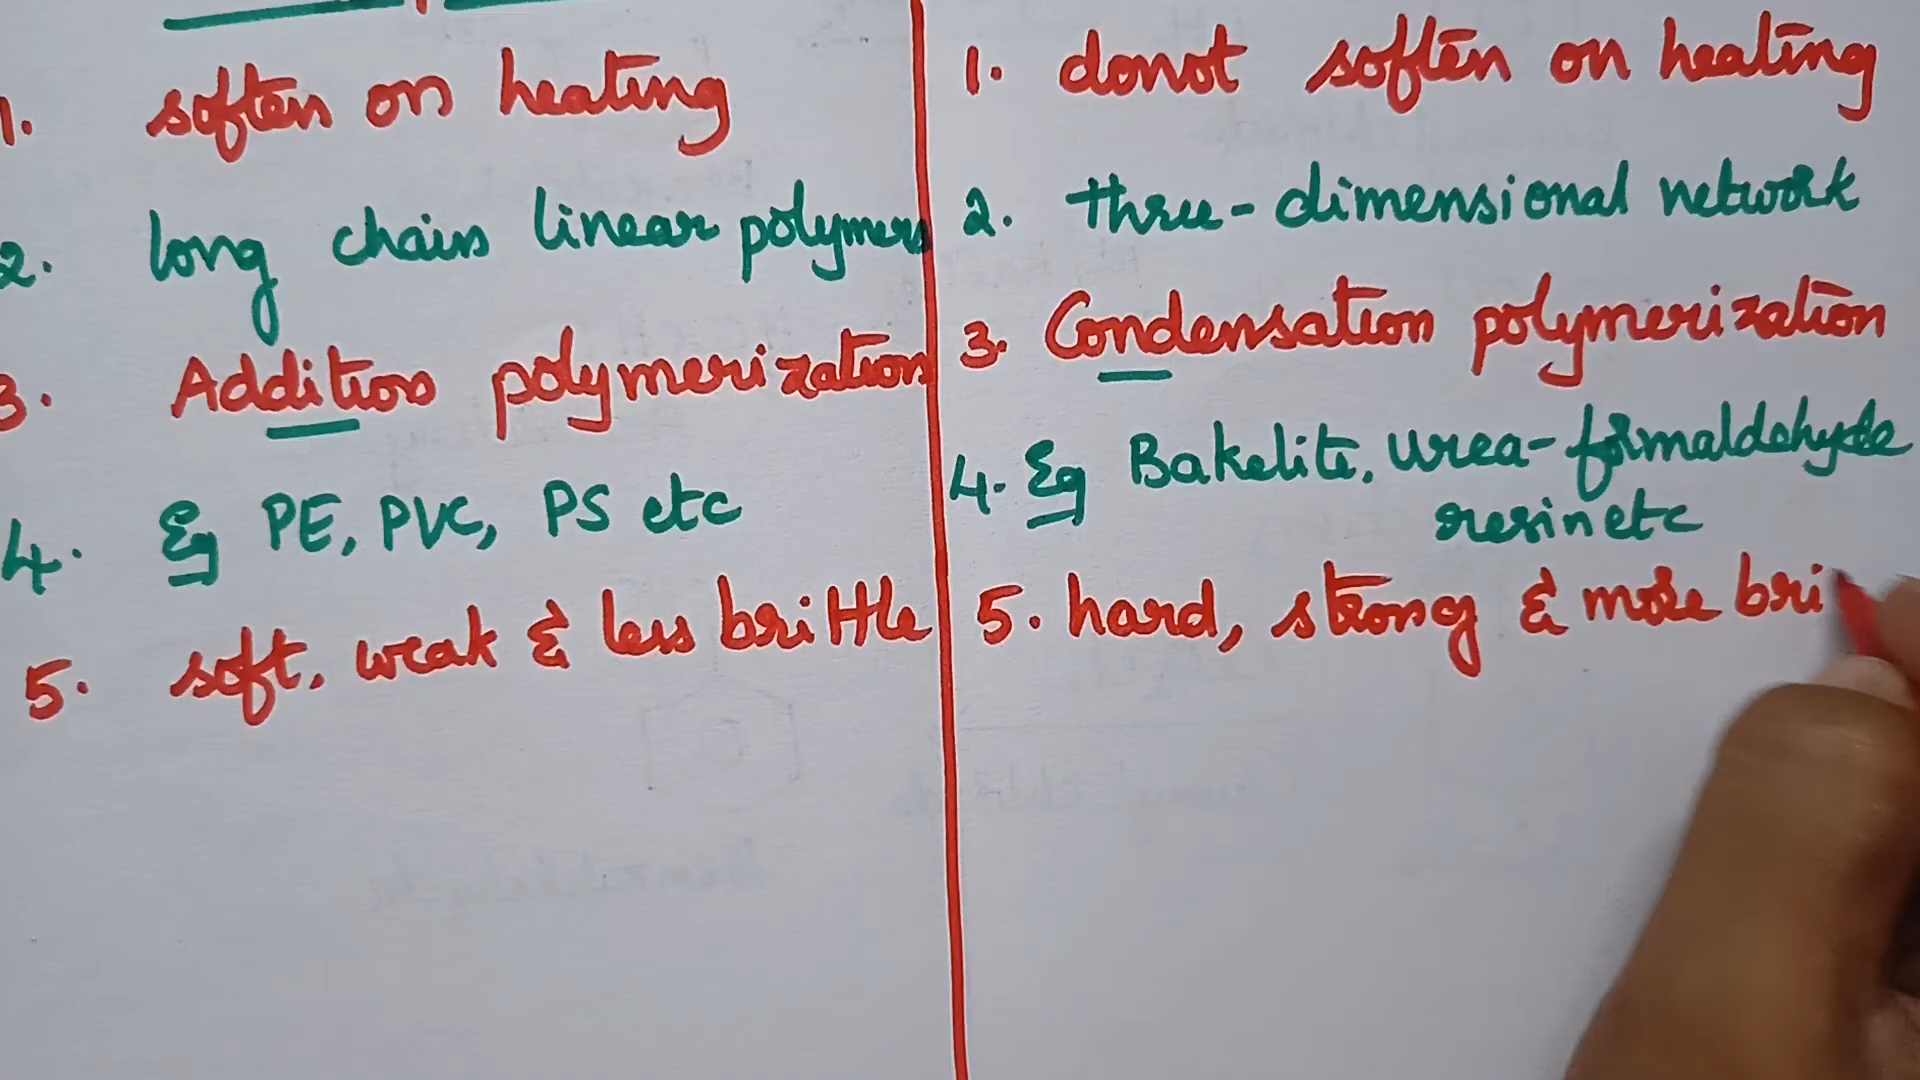 1. soften on heating
2. long chain linear polymers
3. Addition polymerization
4. Eg PE, PVC, PS etc
5. soft, weak & less brittle
1. donot soften on heating
2. three-dimensional network
3. Condensation polymerization
4. Eg Bakelite, urea-formaldehyde
resin etc
5. hard, strong & more bri